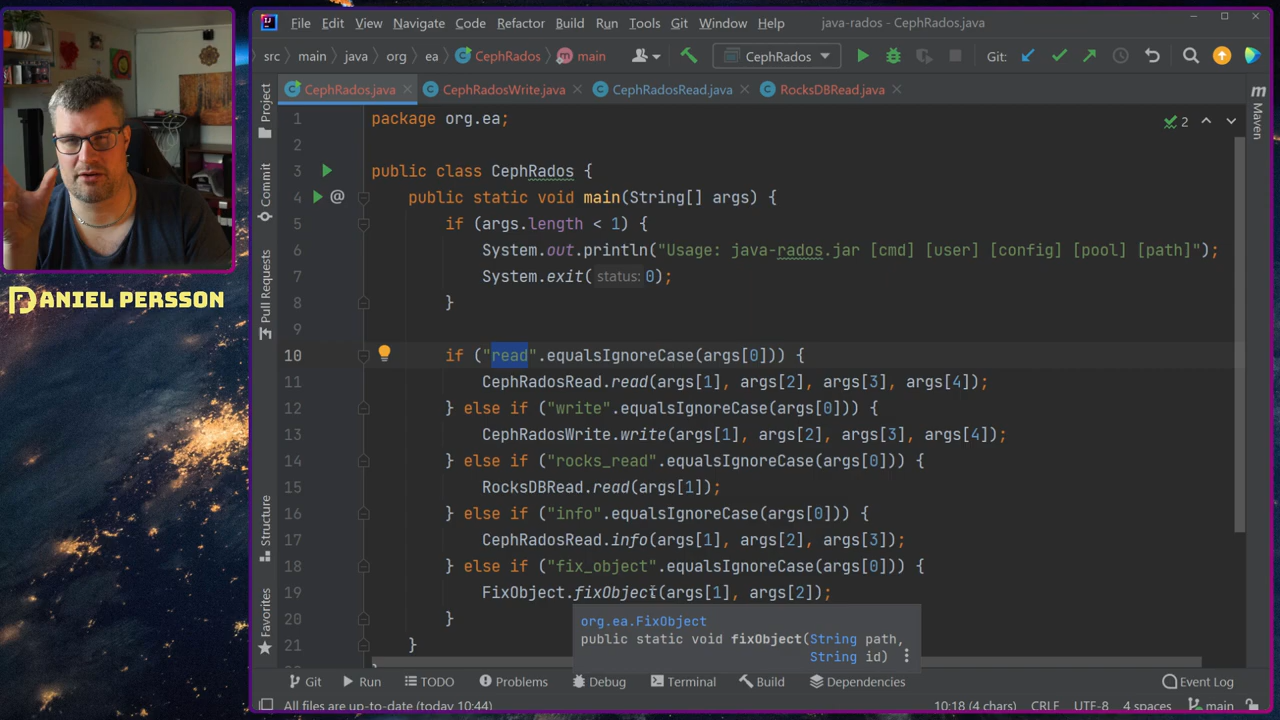 File Edit View Navigate Code Refactor Build Run Tools Git Window Help java-rados - CephRados.java
src main java org ea CephRados main CephRados Git:
CephRados.java CephRadosWrite.java CephRadosRead.java RocksDBRead.java
Project
Commit
Pull Requests
Structure
Favorites
Maven
2
1 package org.ea;
2
3 public class CephRados {
4 @ public static void main(String[] args) {
5 if (args.length < 1) {
6 System.out.println("Usage: java-rados.jar [cmd] [user] [config] [pool] [path]");
7 System.exit( status: 0);
8 }
9
10 if ("read".equalsIgnoreCase(args[0])) {
11 CephRadosRead.read(args[1], args[2], args[3], args[4]);
12 } else if ("write".equalsIgnoreCase(args[0])) {
13 CephRadosWrite.write(args[1], args[2], args[3], args[4]);
14 } else if ("rocks_read".equalsIgnoreCase(args[0])) {
15 RocksDBRead.read(args[1]);
16 } else if ("info".equalsIgnoreCase(args[0])) {
17 CephRadosRead.info(args[1], args[2], args[3]);
18 } else if ("fix_object".equalsIgnoreCase(args[0])) {
19 FixObject.fixObject(args[1], args[2]);
20 }
21 }
org.ea.FixObject
public static void fixObject(String path,
String id)
DANIEL PERSSON
Git Run TODO Problems Debug Terminal Build Dependencies Event Log
All files are up-to-date (today 10:44) 10:18 (4 chars) CRLF UTF-8 4 spaces main